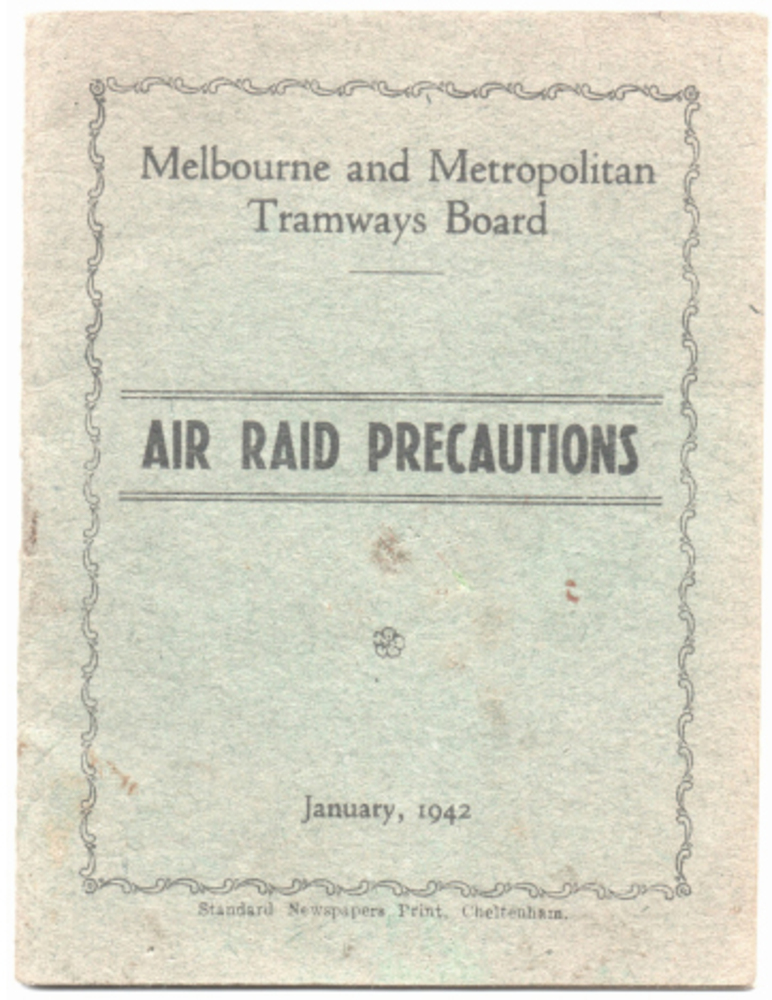 Melbourne and Metropolitan
Tramways Board
AIR RAID PRECAUTIONS
January, 1942
Standard Newspapers Print, Cheltenham.